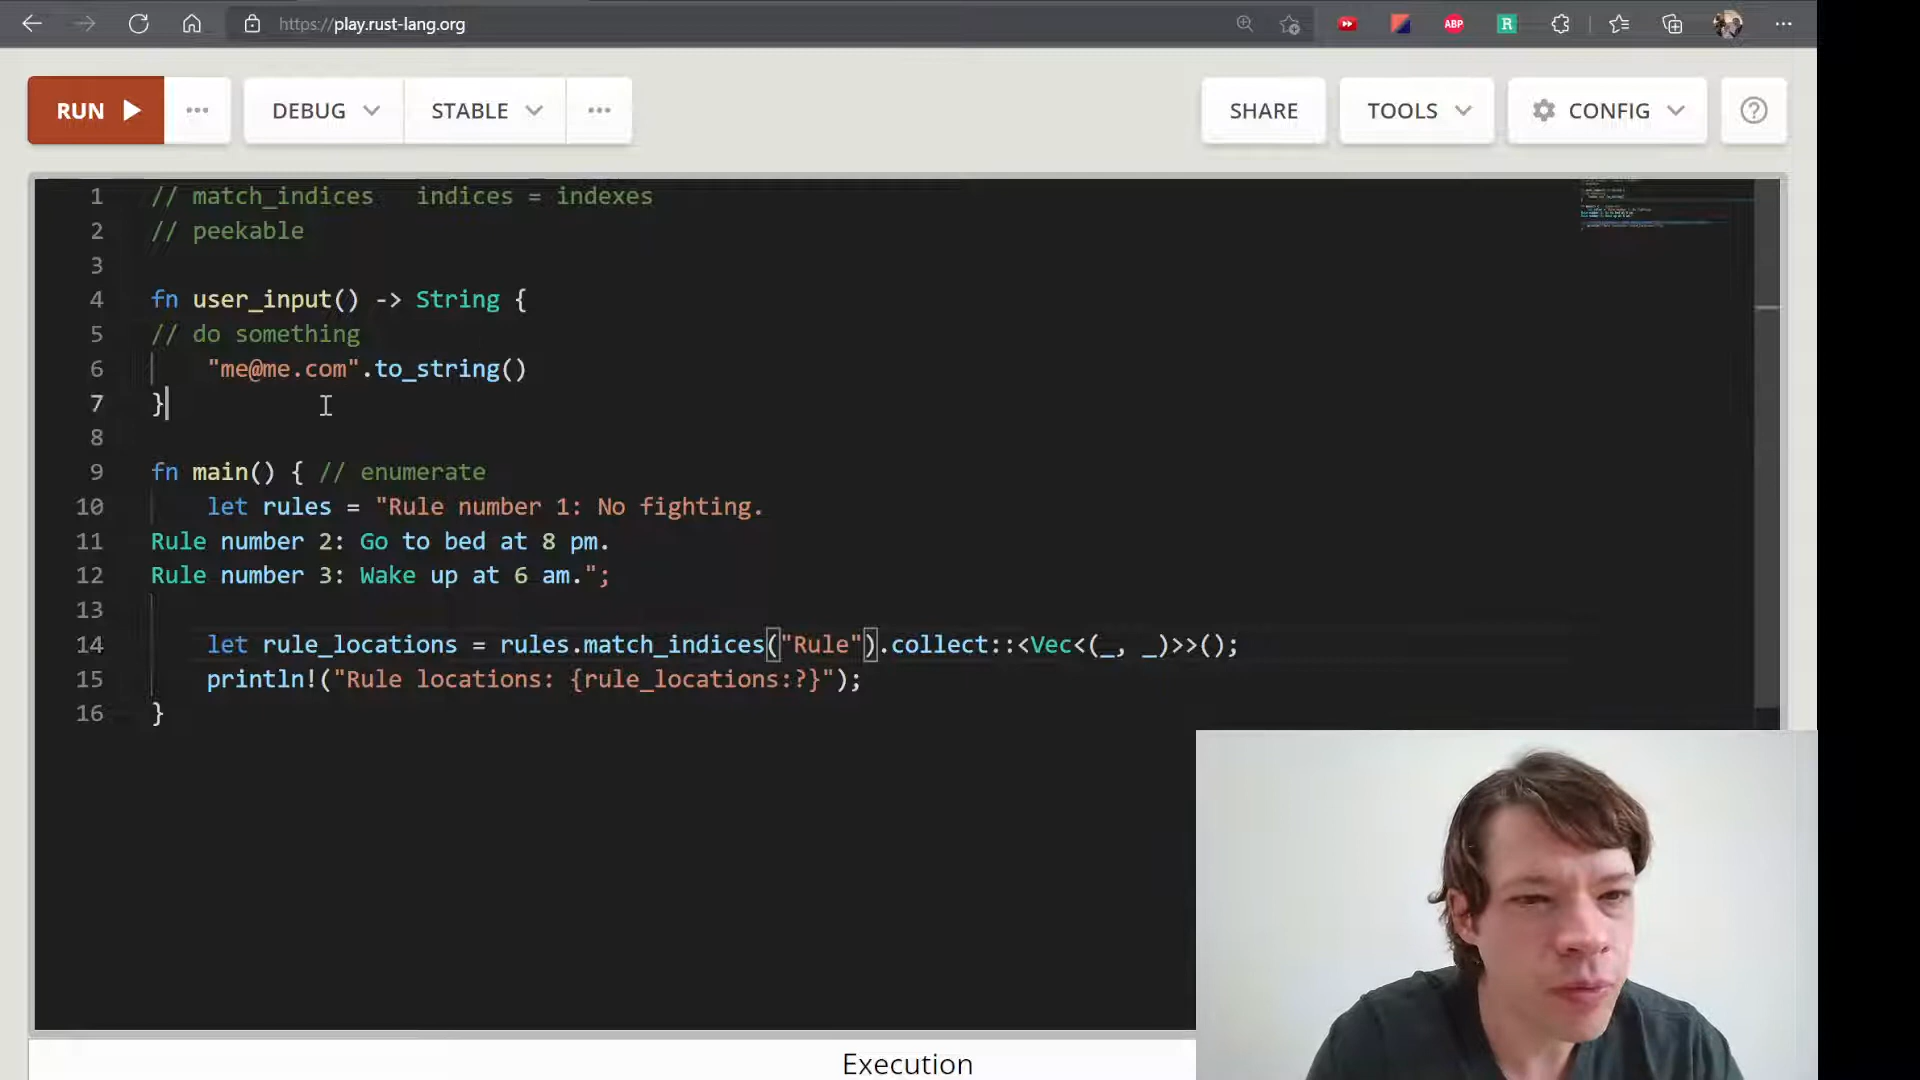 https://play.rust-lang.org
ABP
R
RUN
DEBUG
STABLE
SHARE
TOOLS
CONFIG
1 // match_indices   indices = indexes
2 // peekable
3
4 fn user_input() -> String {
5 // do something
6     "me@me.com".to_string()
7 }
8
9 fn main() { // enumerate
10     let rules = "Rule number 1: No fighting.
11 Rule number 2: Go to bed at 8 pm.
12 Rule number 3: Wake up at 6 am.";
13
14     let rule_locations = rules.match_indices("Rule").collect::<Vec<(_, _)>>();
15     println!("Rule locations: {rule_locations:?}");
16 }
Execution